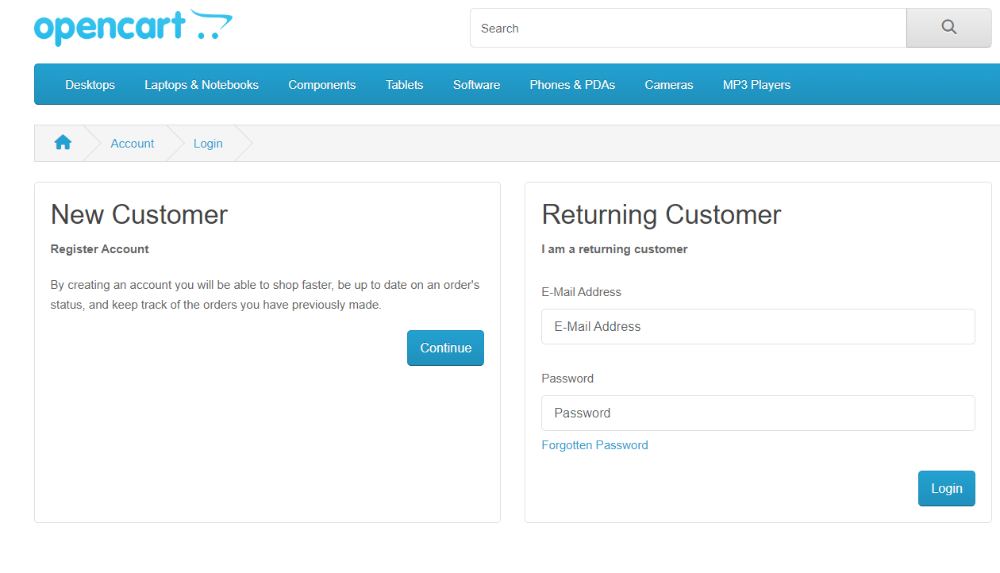 opencart
Search
Desktops Laptops & Notebooks Components Tablets Software Phones & PDAs Cameras MP3 Players
Account Login
New Customer
Register Account
By creating an account you will be able to shop faster, be up to date on an order's
status, and keep track of the orders you have previously made.
Continue
Returning Customer
I am a returning customer
E-Mail Address
E-Mail Address
Password
Password
Forgotten Password
Login